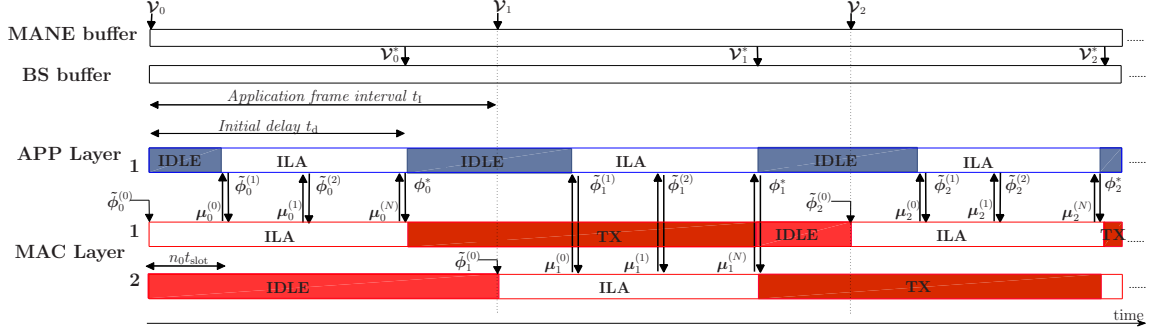 𝒱₀ 𝒱₁ 𝒱₂
MANE buffer ......
𝒱₀* 𝒱₁* 𝒱₂*
BS buffer ......
Application frame interval t_I
Initial delay t_d
APP Layer 1 IDLE ILA IDLE ILA IDLE ILA ......
ϕ̃₀⁽¹⁾ ϕ̃₀⁽²⁾ ϕ₀* ϕ̃₁⁽¹⁾ ϕ̃₁⁽²⁾ ϕ₁* ϕ̃₂⁽¹⁾ ϕ̃₂⁽²⁾ ϕ₂*
ϕ̃₀⁽⁰⁾ μ₀⁽⁰⁾ μ₀⁽¹⁾ μ₀⁽ᴺ⁾ ϕ̃₂⁽⁰⁾ μ₂⁽⁰⁾ μ₂⁽¹⁾ μ₂⁽ᴺ⁾
1 ILA TX IDLE ILA TX ......
MAC Layer
n₀t_slot ϕ̃₁⁽⁰⁾ μ₁⁽⁰⁾ μ₁⁽¹⁾ μ₁⁽ᴺ⁾
2 IDLE ILA TX ......
time